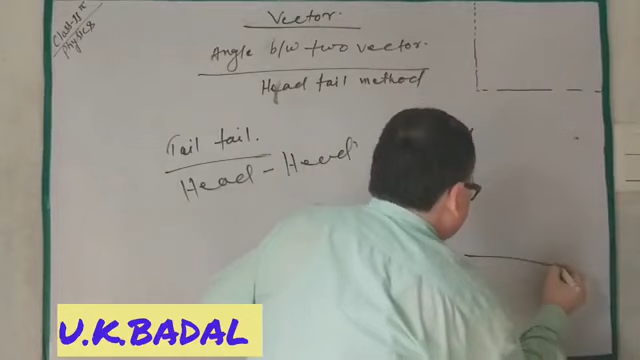 Class-11th
Physics
Vector.
Angle b/w two vector.
Head tail method
Tail tail.
Head - Head
U.K.BADAL